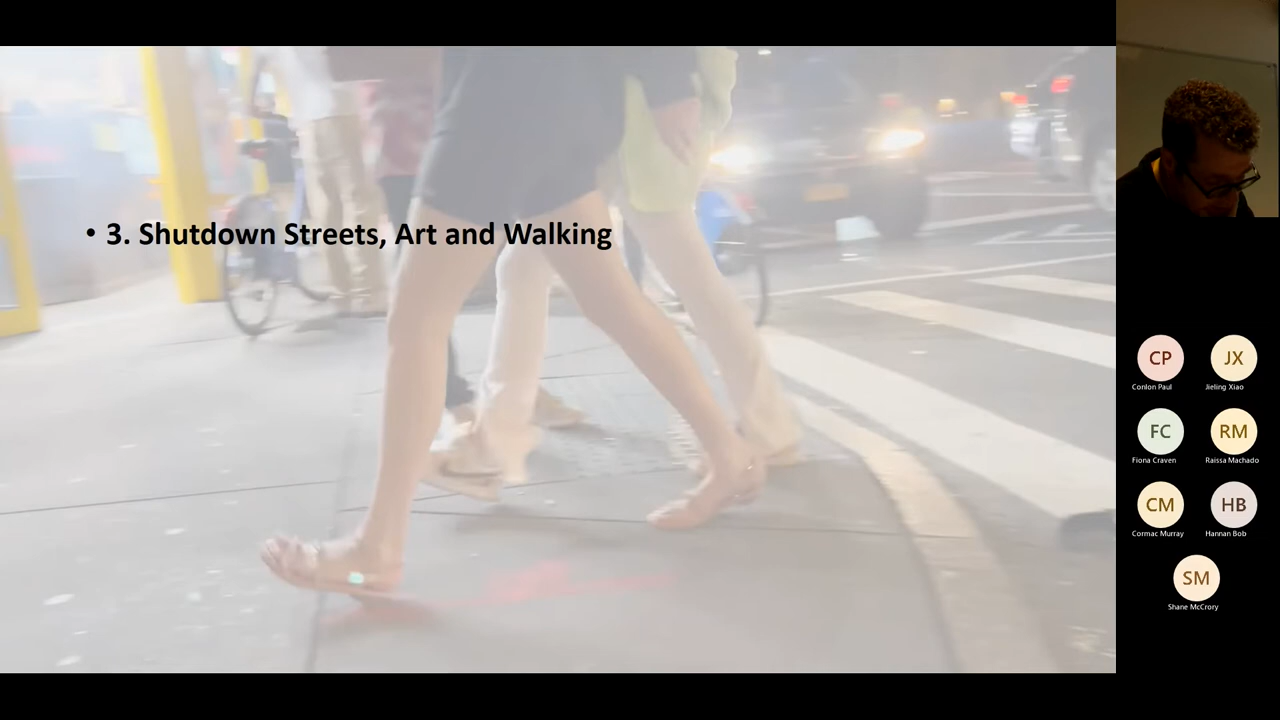 • 3. Shutdown Streets, Art and Walking
CP
JX
Conlon Paul
Jieling Xiao
FC
RM
Fiona Craven
Raissa Machado
CM
HB
Cormac Murray
Hannan Bob
SM
Shane McCrory